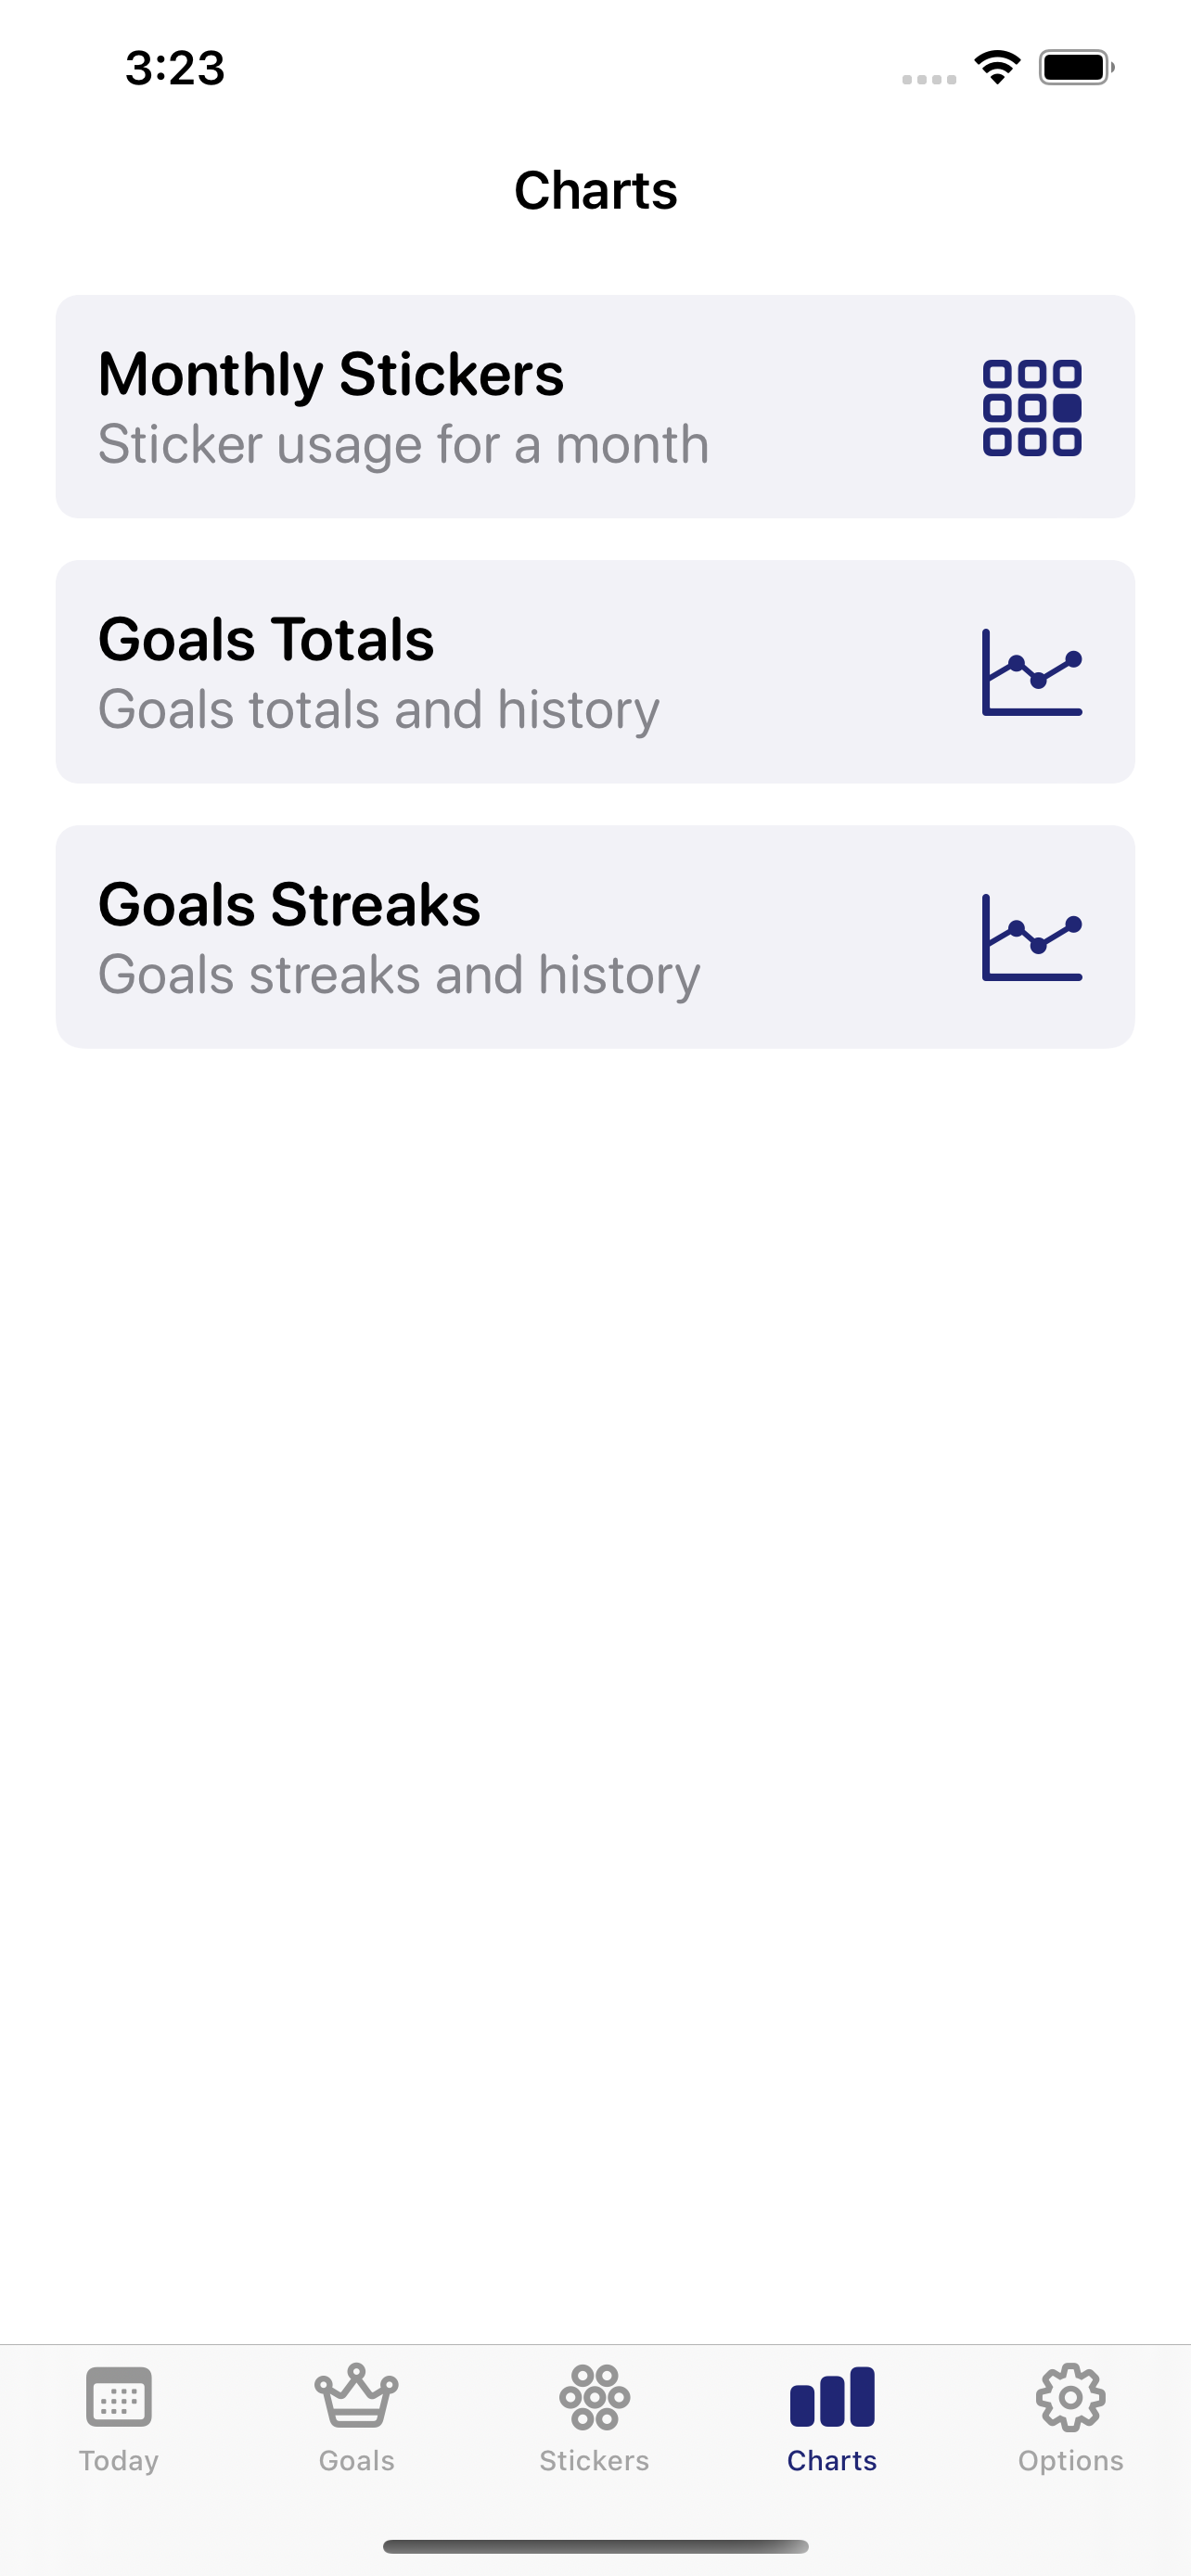 3:23
Charts
Monthly Stickers
Sticker usage for a month
Goals Totals
Goals totals and history
Goals Streaks
Goals streaks and history
Today
Goals
Stickers
Charts
Options